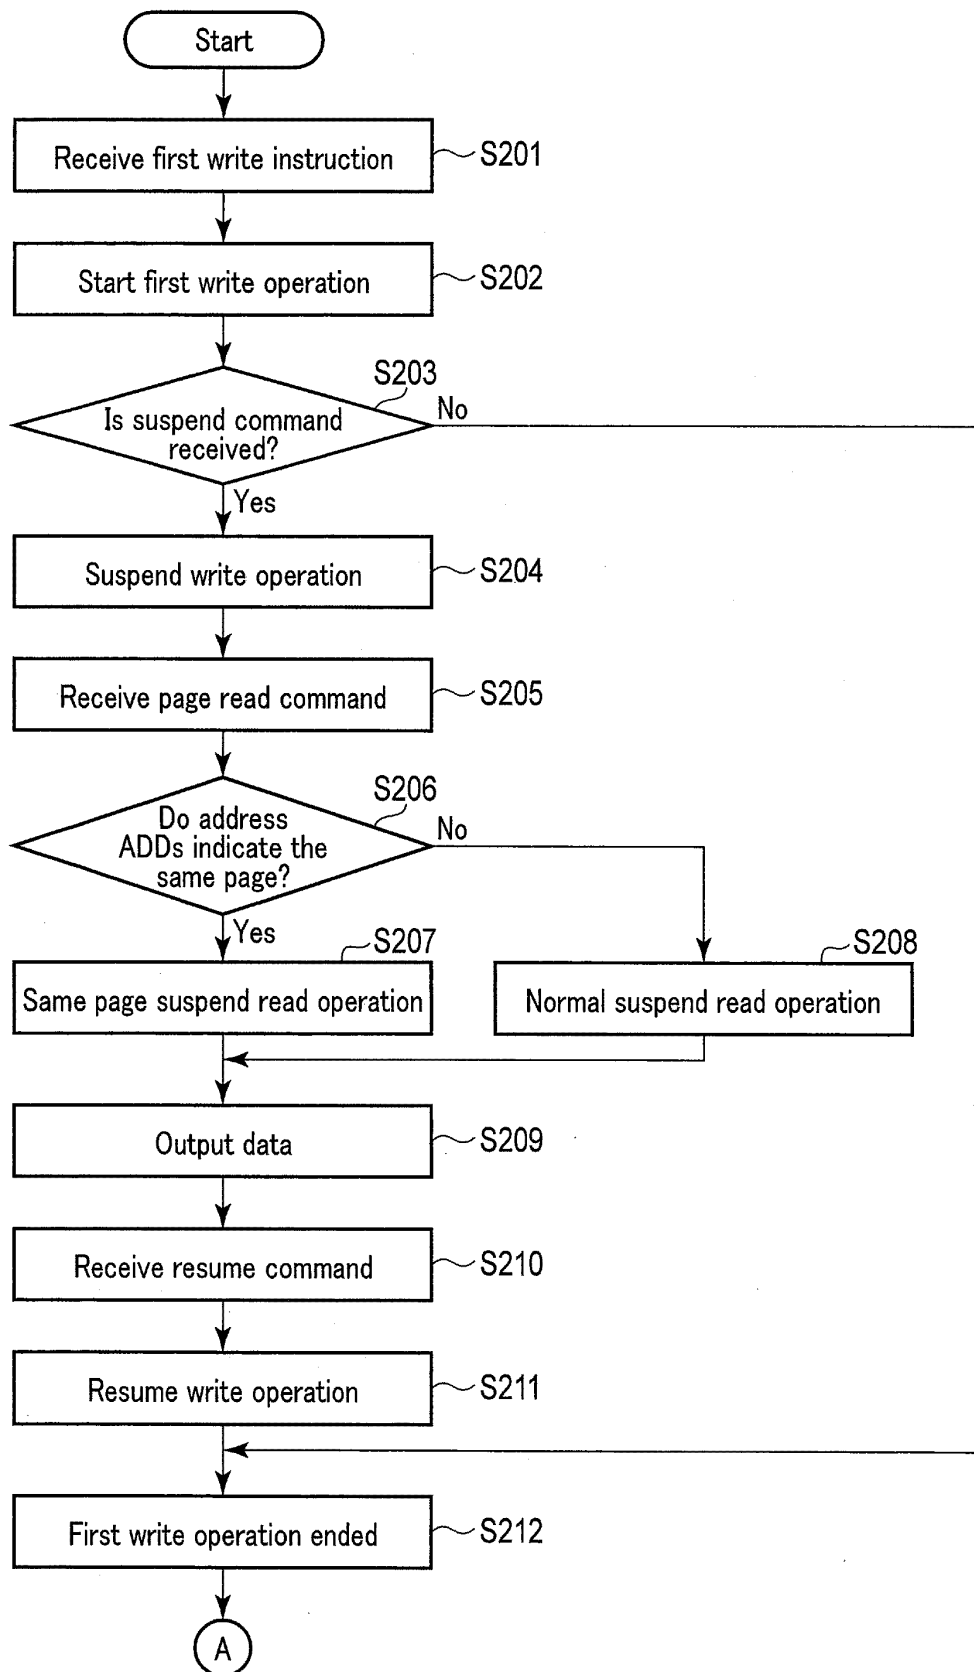 Start
Receive first write instruction
S201
Start first write operation
S202
S203
Is suspend command
received?
No
Yes
Suspend write operation
S204
Receive page read command
S205
S206
Do address
ADDs indicate the
same page?
No
Yes
S207
Same page suspend read operation
S208
Normal suspend read operation
Output data
S209
Receive resume command
S210
Resume write operation
S211
First write operation ended
S212
A